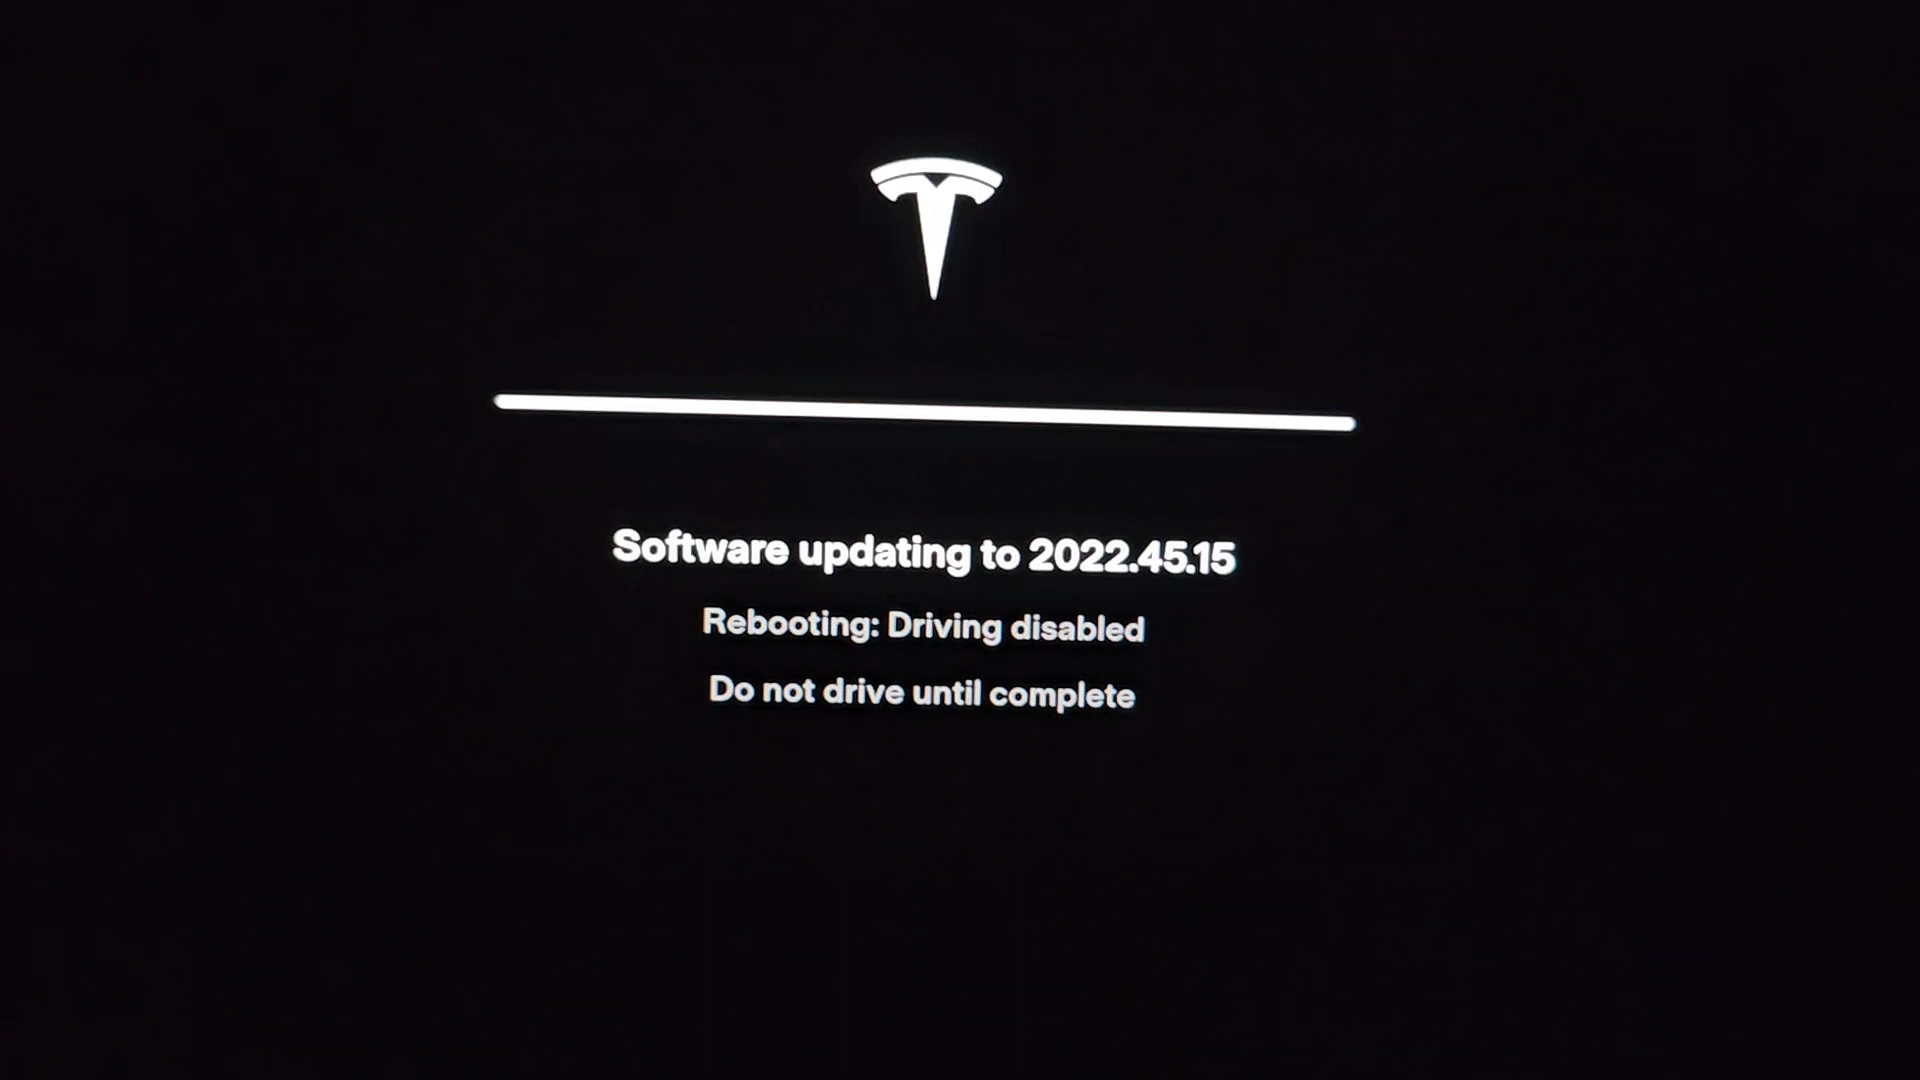 Software updating to 2022.45.15
Rebooting: Driving disabled
Do not drive until complete